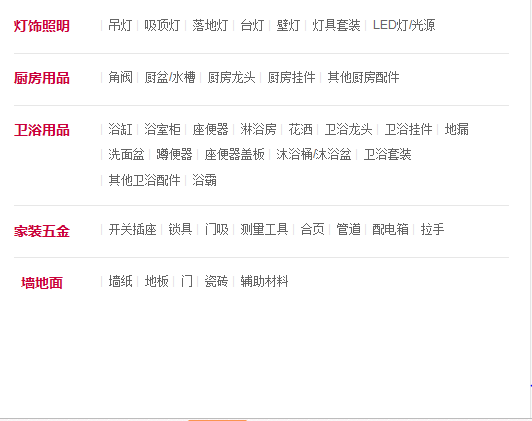 灯饰照明 | 吊灯 | 吸顶灯 | 落地灯 | 台灯 | 壁灯 | 灯具套装 | LED灯/光源
厨房用品 | 角阀 | 厨盆/水槽 | 厨房龙头 | 厨房挂件 | 其他厨房配件
卫浴用品 | 浴缸 | 浴室柜 | 座便器 | 淋浴房 | 花洒 | 卫浴龙头 | 卫浴挂件 | 地漏
| 洗面盆 | 蹲便器 | 座便器盖板 | 沐浴桶/沐浴盆 | 卫浴套装
| 其他卫浴配件 | 浴霸
家装五金 | 开关插座 | 锁具 | 门吸 | 测量工具 | 合页 | 管道 | 配电箱 | 拉手
墙地面 | 墙纸 | 地板 | 门 | 瓷砖 | 辅助材料